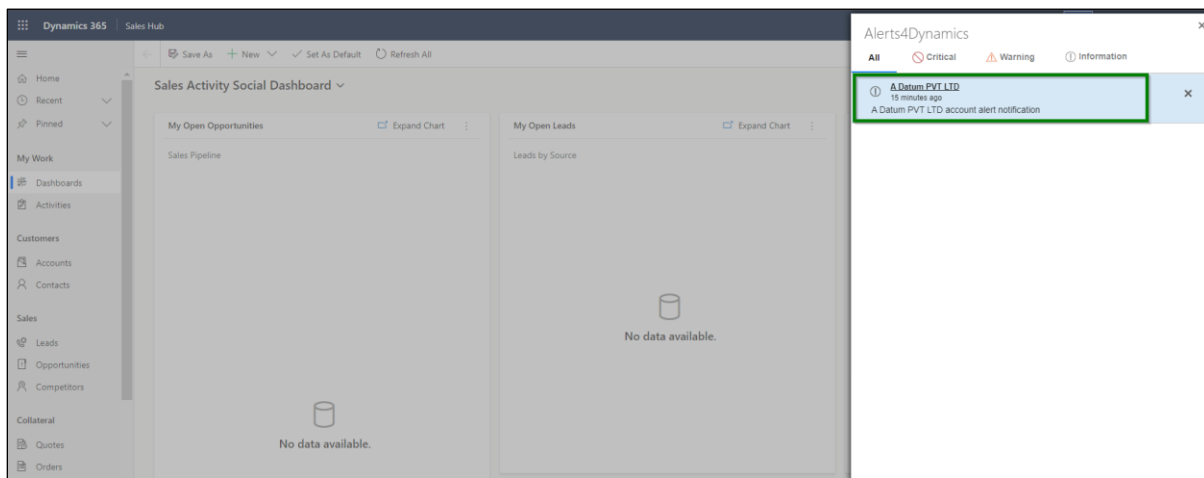 Dynamics 365 Sales Hub
Save As New Set As Default Refresh All
Home
Recent
Pinned
My Work
Dashboards
Activities
Customers
Accounts
Contacts
Sales
Leads
Opportunities
Competitors
Collateral
Quotes
Orders
Sales Activity Social Dashboard
My Open Opportunities Expand Chart
Sales Pipeline
No data available.
My Open Leads Expand Chart
Leads by Source
No data available.
Alerts4Dynamics
All Critical Warning Information
A Datum PVT LTD
15 minutes ago
A Datum PVT LTD account alert notification